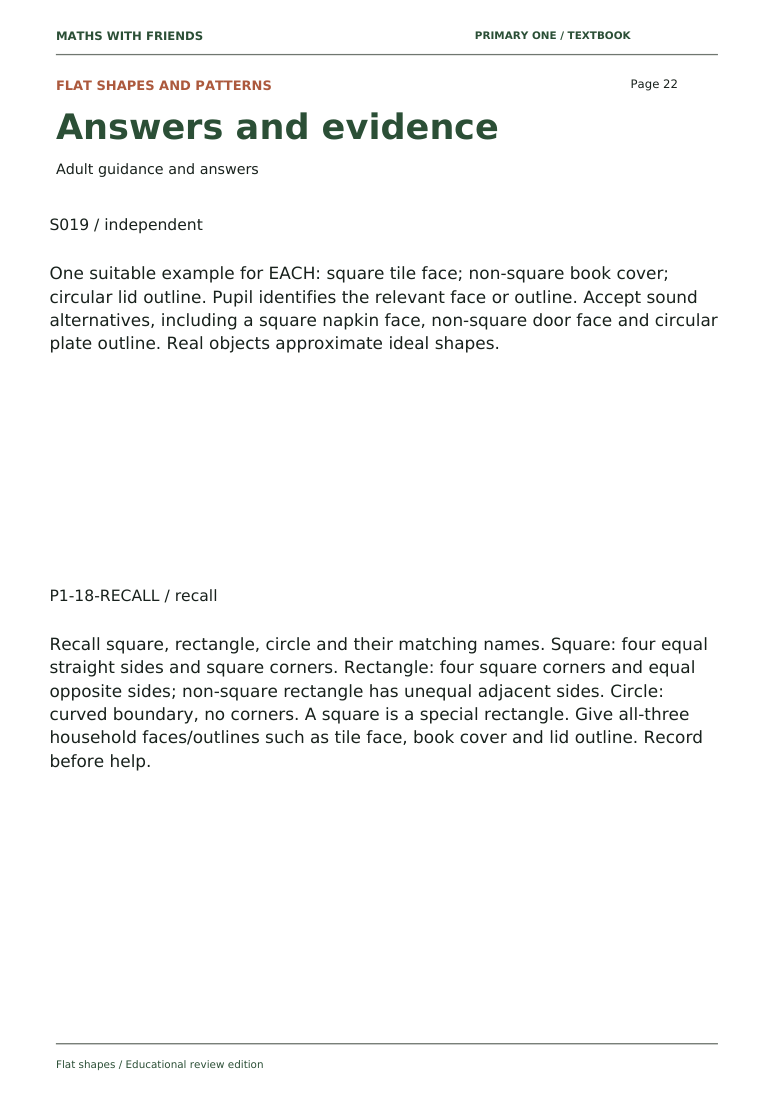 MATHS WITH FRIENDS
PRIMARY ONE / TEXTBOOK
FLAT SHAPES AND PATTERNS
Page 22
Answers and evidence
Adult guidance and answers
S019 / independent
One suitable example for EACH: square tile face; non-square book cover;
circular lid outline. Pupil identifies the relevant face or outline. Accept sound
alternatives, including a square napkin face, non-square door face and circular
plate outline. Real objects approximate ideal shapes.
P1-18-RECALL / recall
Recall square, rectangle, circle and their matching names. Square: four equal
straight sides and square corners. Rectangle: four square corners and equal
opposite sides; non-square rectangle has unequal adjacent sides. Circle:
curved boundary, no corners. A square is a special rectangle. Give all-three
household faces/outlines such as tile face, book cover and lid outline. Record
before help.
Flat shapes / Educational review edition